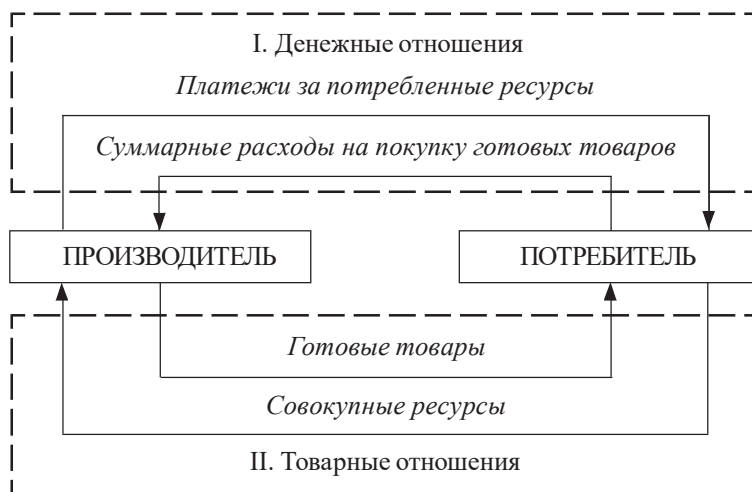 I. Денежные отношения
Платежи за потребленные ресурсы
Суммарные расходы на покупку готовых товаров
ПРОИЗВОДИТЕЛЬ
ПОТРЕБИТЕЛЬ
Готовые товары
Совокупные ресурсы
II. Товарные отношения